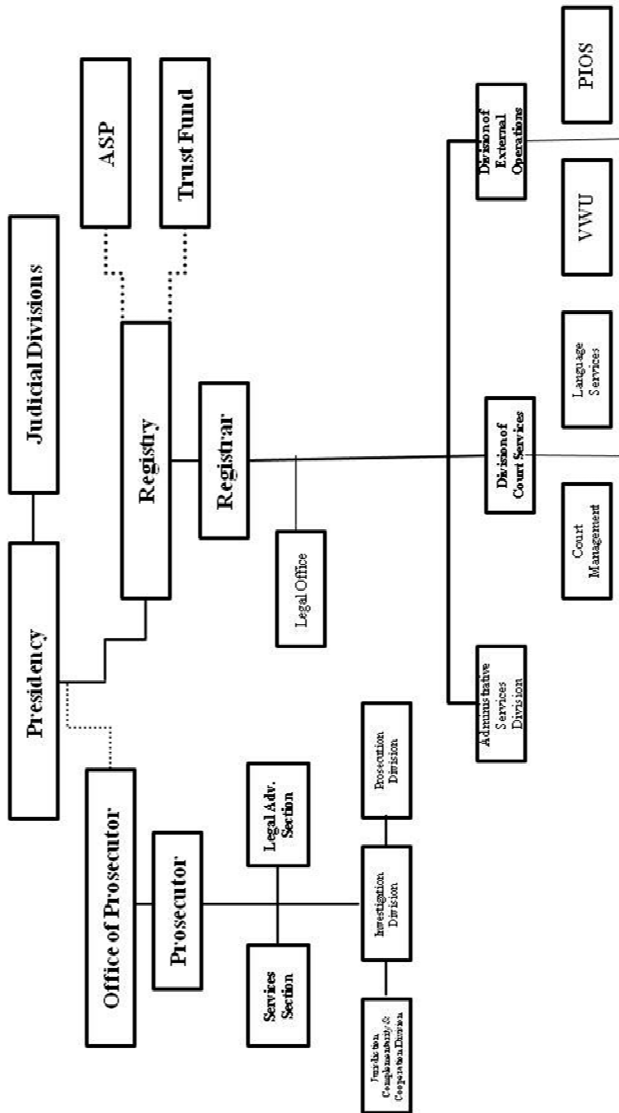 Presidency
Judicial Divisions
Office of Prosecutor
Registry
ASP
Prosecutor
Registrar
Trust Fund
Services
Section
Legal Adv.
Section
Legal Office
Jurisdiction
Complementarity &
Cooperation Division
Investigation
Division
Prosecution
Division
Administrative
Services
Division
Division of
Court Services
Division of
External
Operations
Court
Management
Language
Services
VWU
PIOS